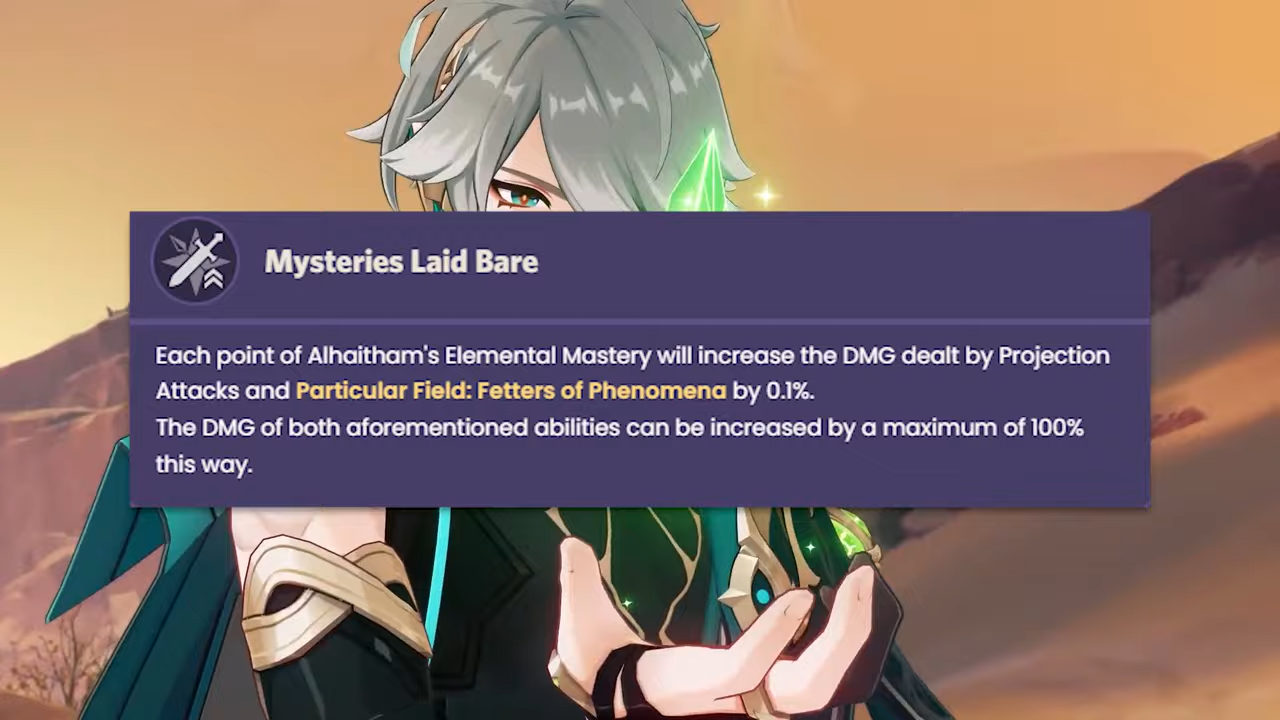 Mysteries Laid Bare
Each point of Alhaitham's Elemental Mastery will increase the DMG dealt by Projection
Attacks and Particular Field: Fetters of Phenomena by 0.1%.
The DMG of both aforementioned abilities can be increased by a maximum of 100%
this way.